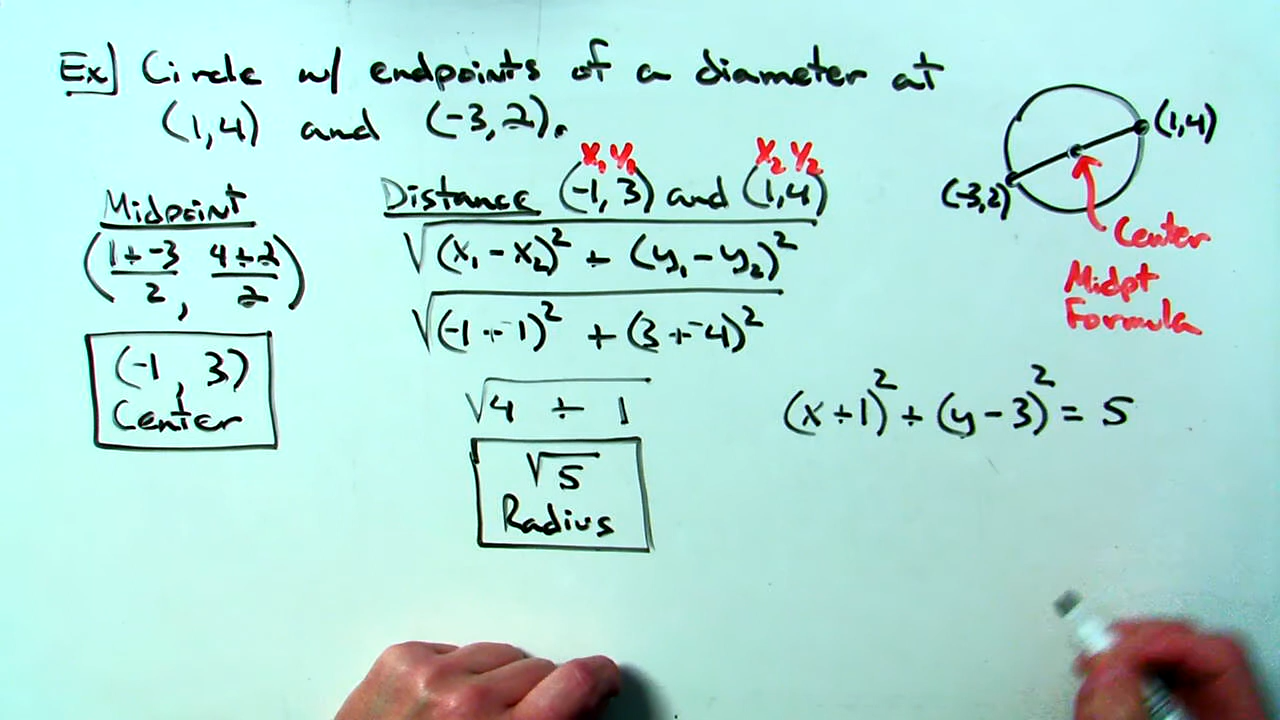 Ex] Circle w/ endpoints of a diameter at
(1,4) and (-3,2).
Midpoint
(1+-3/2, 4+2/2)
(-1, 3)
Center
x₁ y₁ x₂ y₂
Distance (-1, 3) and (1,4)
√(x₁-x₂)² + (y₁-y₂)²
√(-1+-1)² + (3+-4)²
√4 + 1
√5
Radius
(1,4)
(-3,2)
Center
Midpt
Formula
(x+1)² + (y-3)² = 5